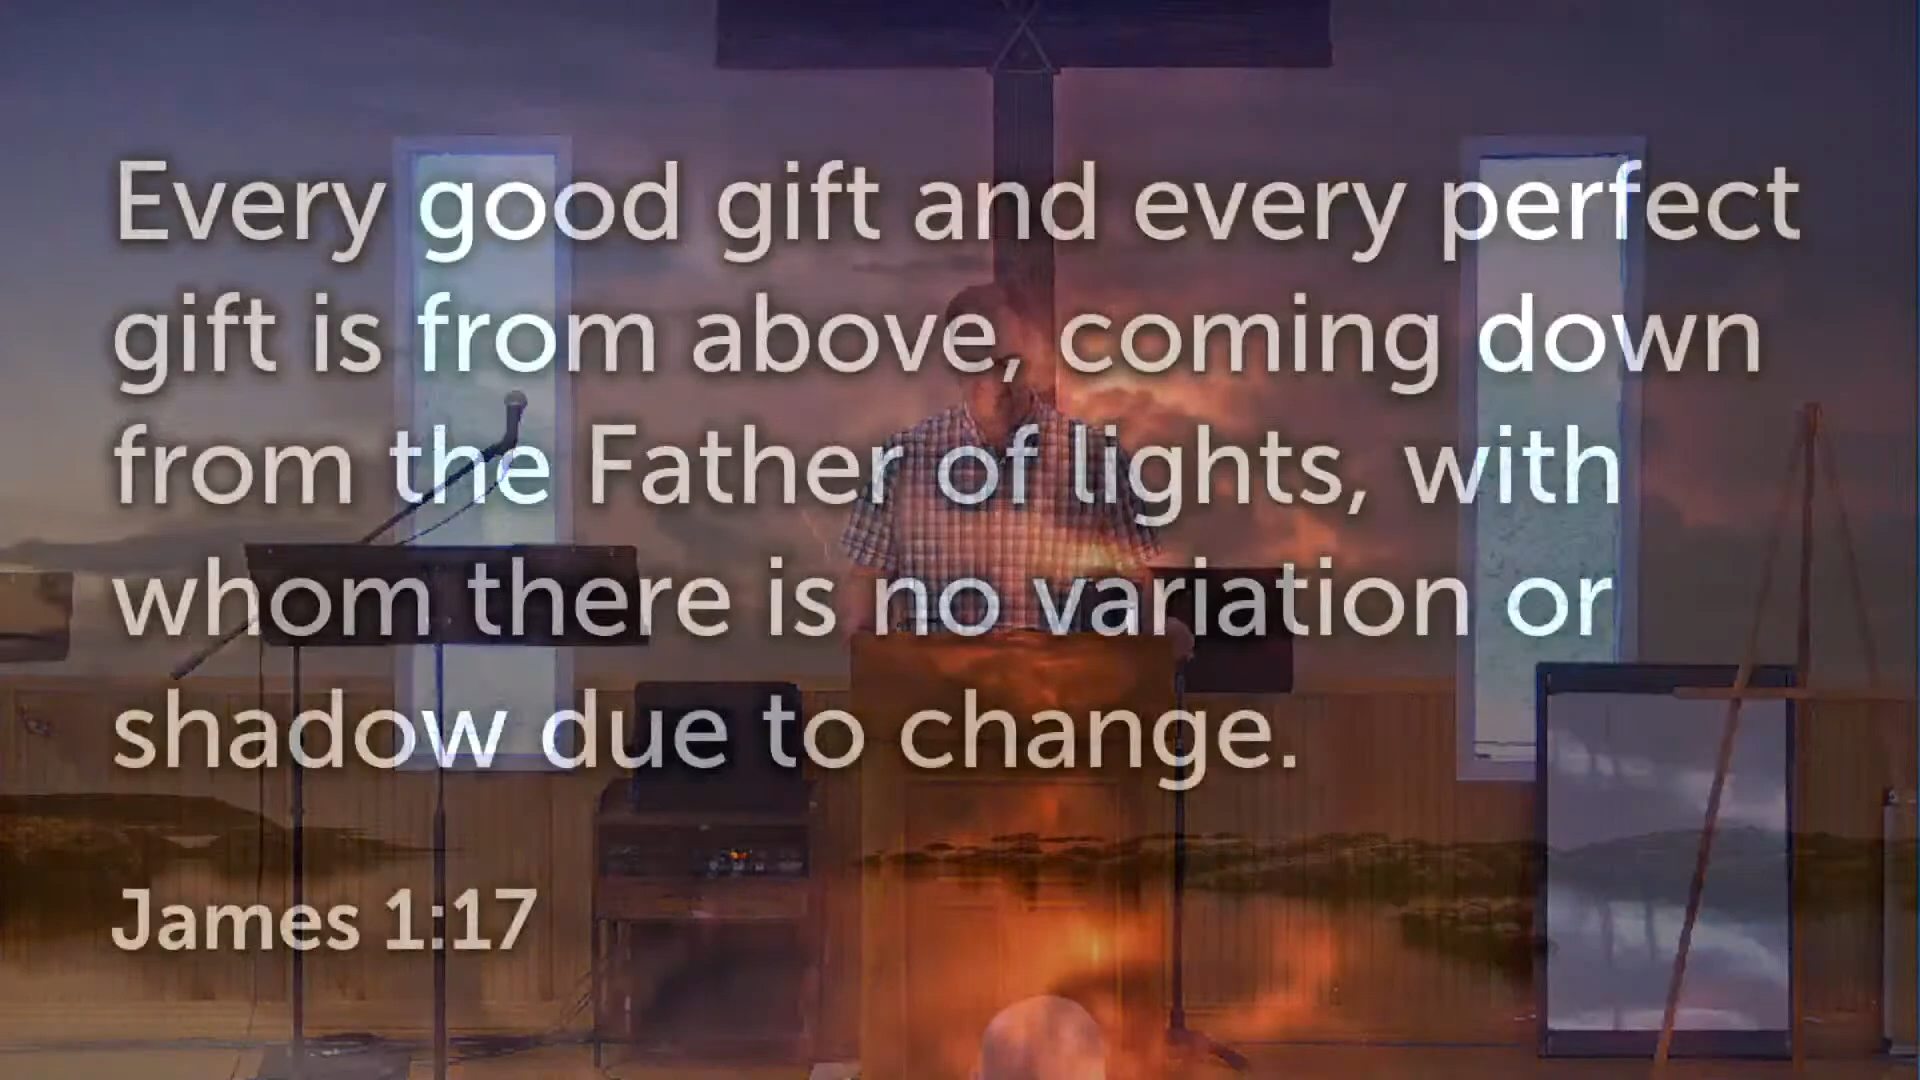 Every good gift and every perfect
gift is from above, coming down
from the Father of lights, with
whom there is no variation or
shadow due to change.
James 1:17